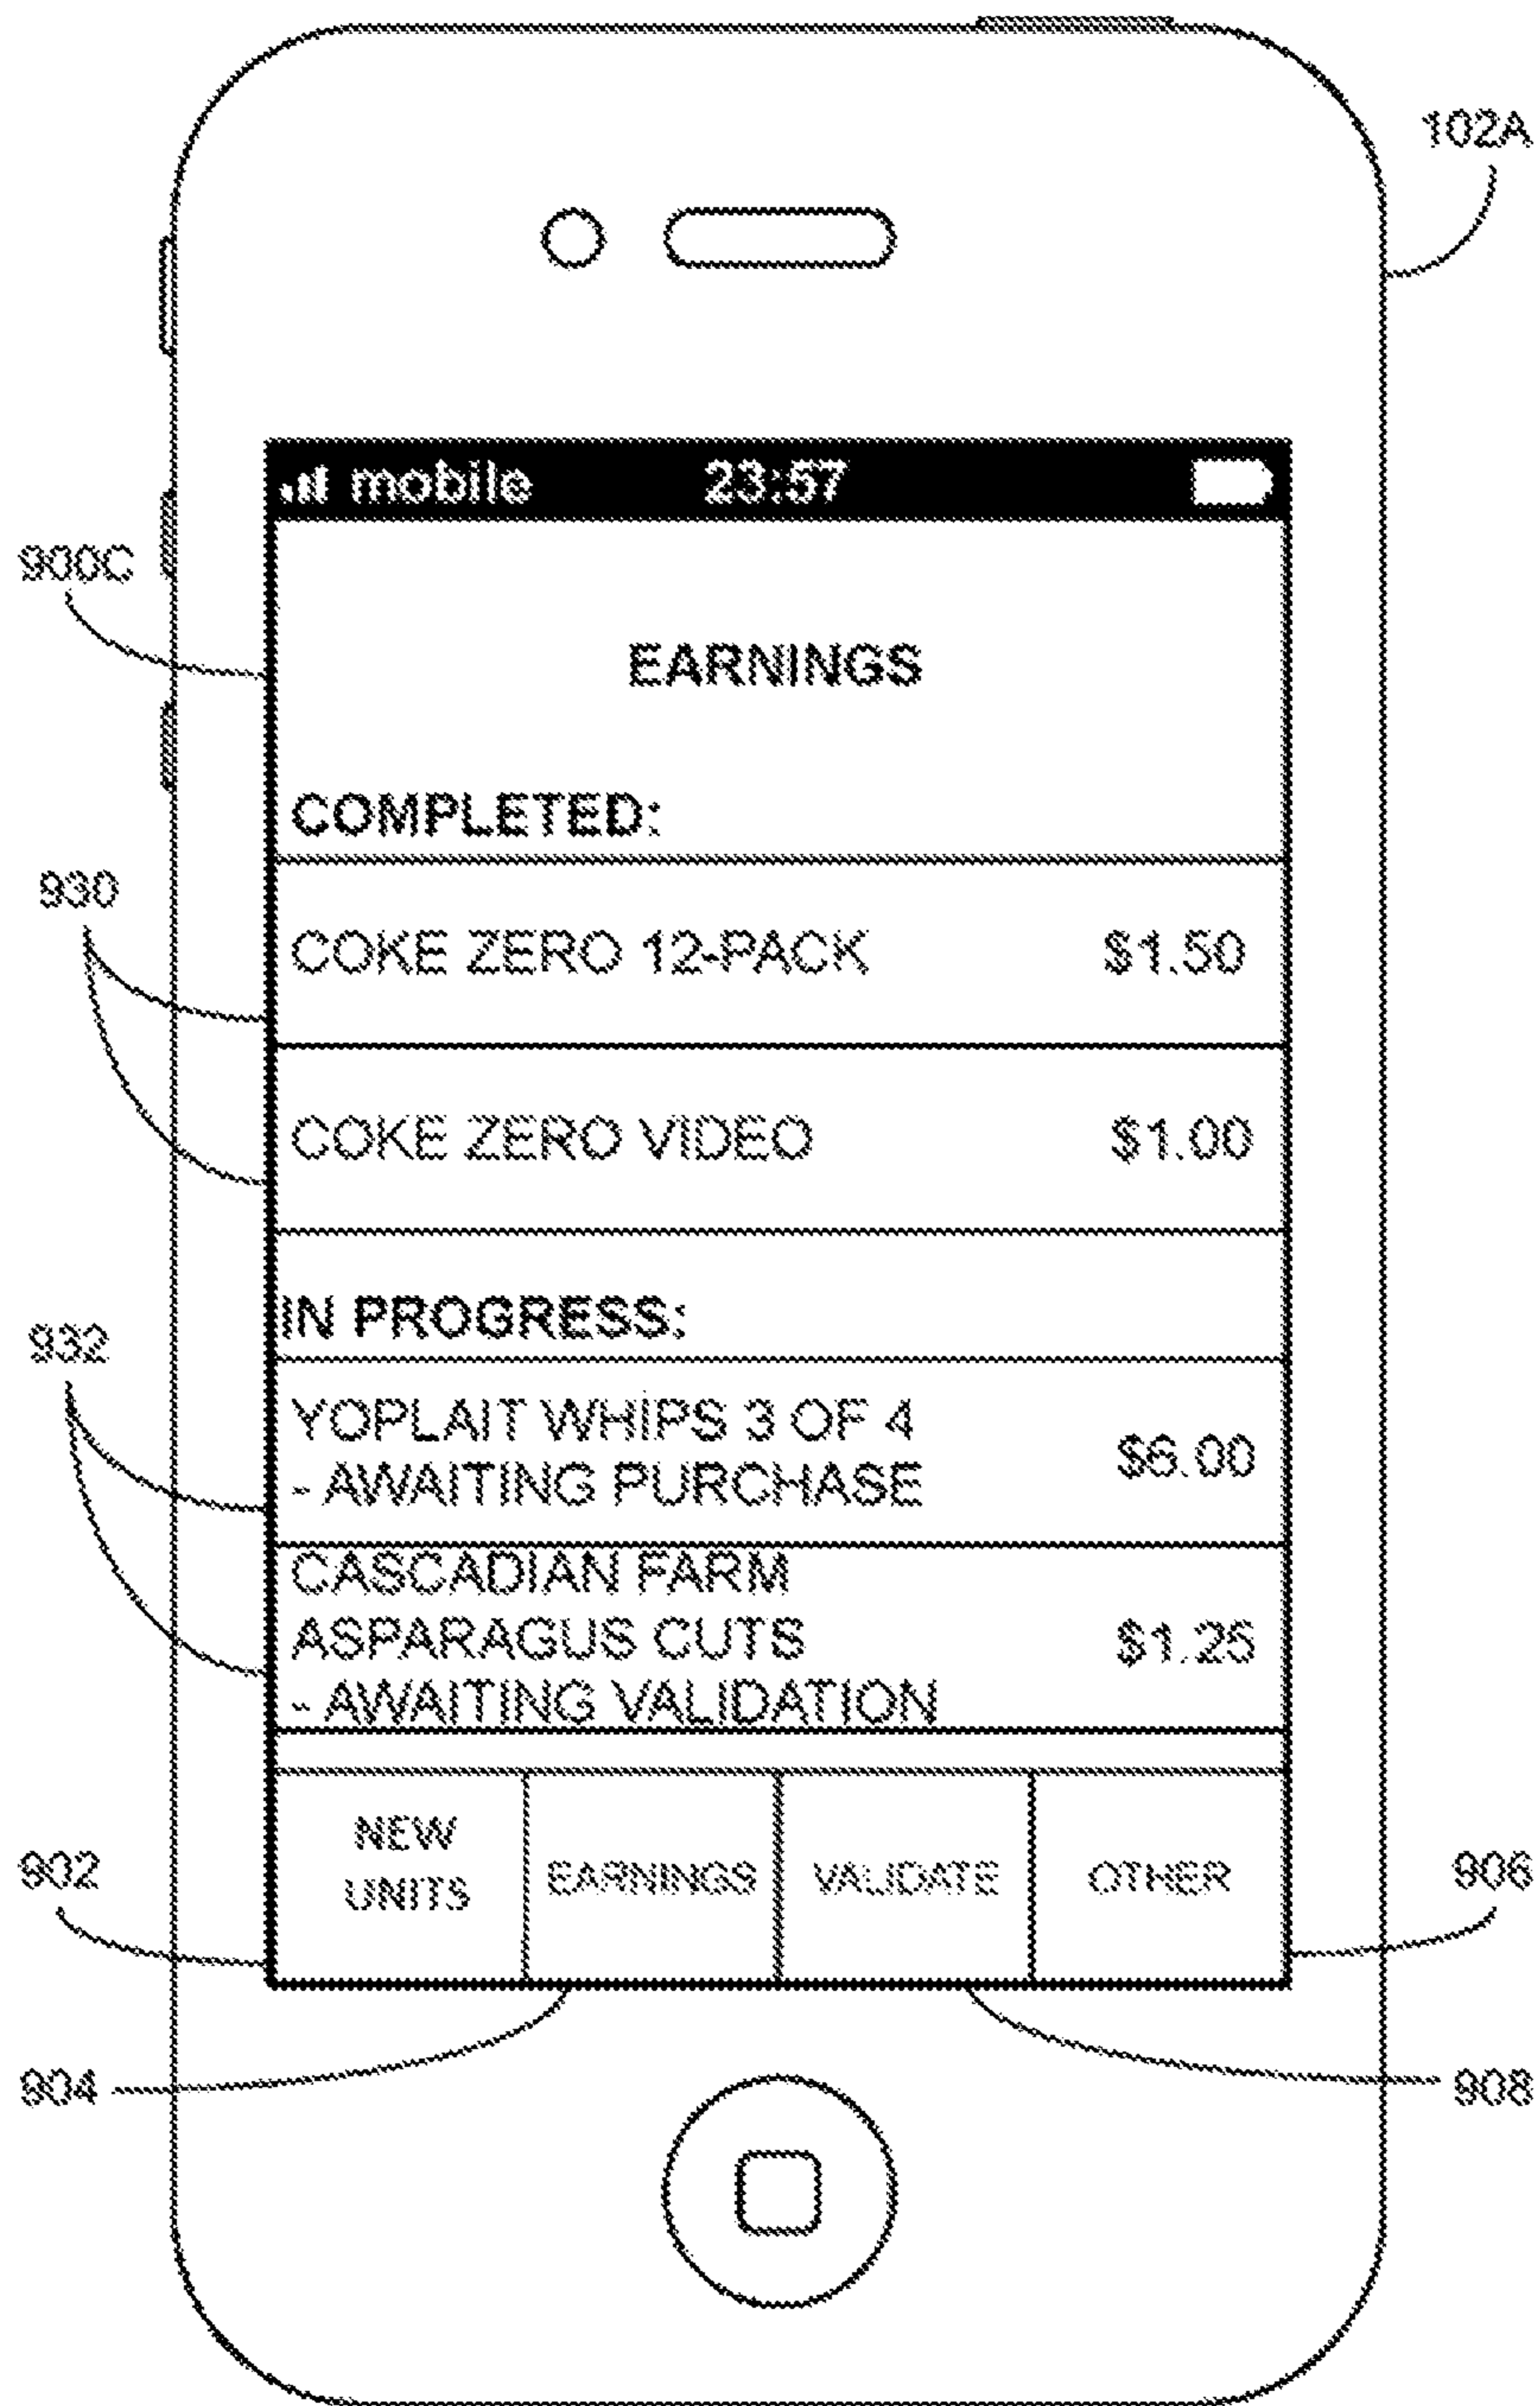 102A
mobile 23:57
900C
EARNINGS
COMPLETED:
930
COKE ZERO 12-PACK $1.50
COKE ZERO VIDEO $1.00
IN PROGRESS:
932
YOPLAIT WHIPS 3 OF 4
- AWAITING PURCHASE
$6.00
CASCADIAN FARM
ASPARAGUS CUTS
- AWAITING VALIDATION
$1.25
NEW
UNITS
EARNINGS
VALIDATE
OTHER
902
906
904
908